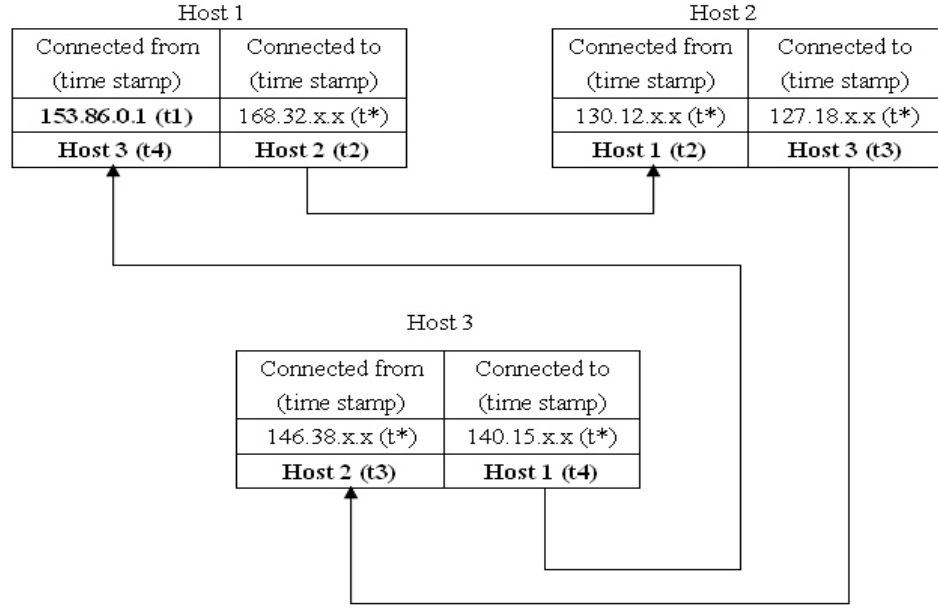 Host 1
Connected from (time stamp) Connected to (time stamp)
153.86.0.1 (t1) 168.32.x.x (t*)
Host 3 (t4) Host 2 (t2)
Host 2
Connected from (time stamp) Connected to (time stamp)
130.12.x.x (t*) 127.18.x.x (t*)
Host 1 (t2) Host 3 (t3)
Host 3
Connected from (time stamp) Connected to (time stamp)
146.38.x.x (t*) 140.15.x.x (t*)
Host 2 (t3) Host 1 (t4)